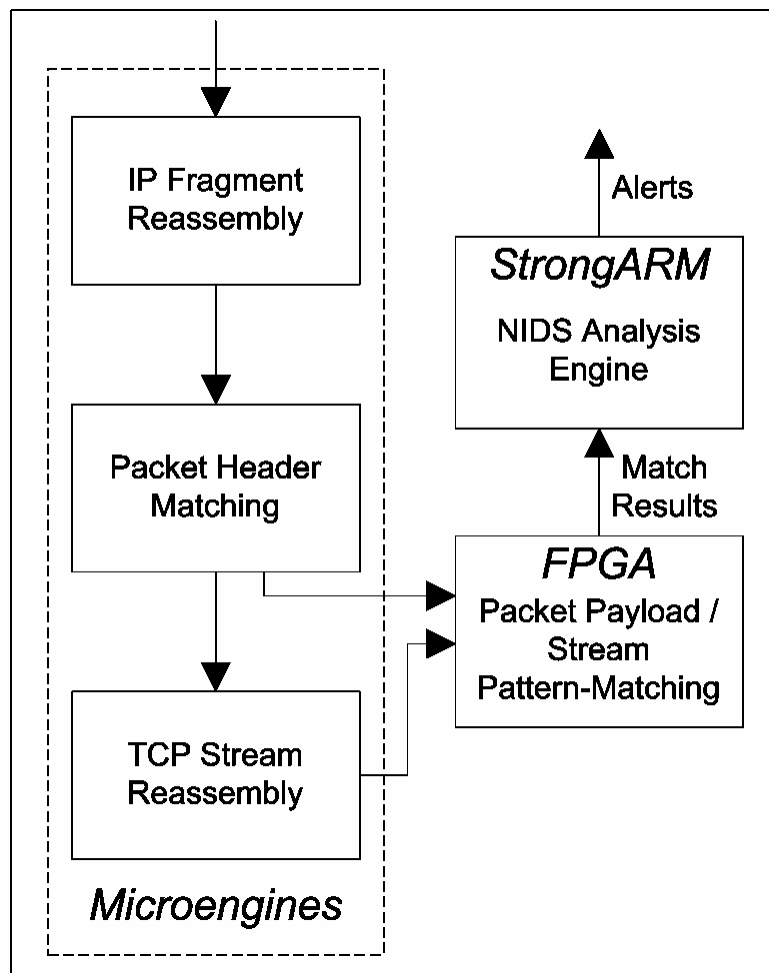 IP Fragment
Reassembly
Packet Header
Matching
TCP Stream
Reassembly
Microengines
Alerts
StrongARM
NIDS Analysis
Engine
Match
Results
FPGA
Packet Payload /
Stream
Pattern-Matching